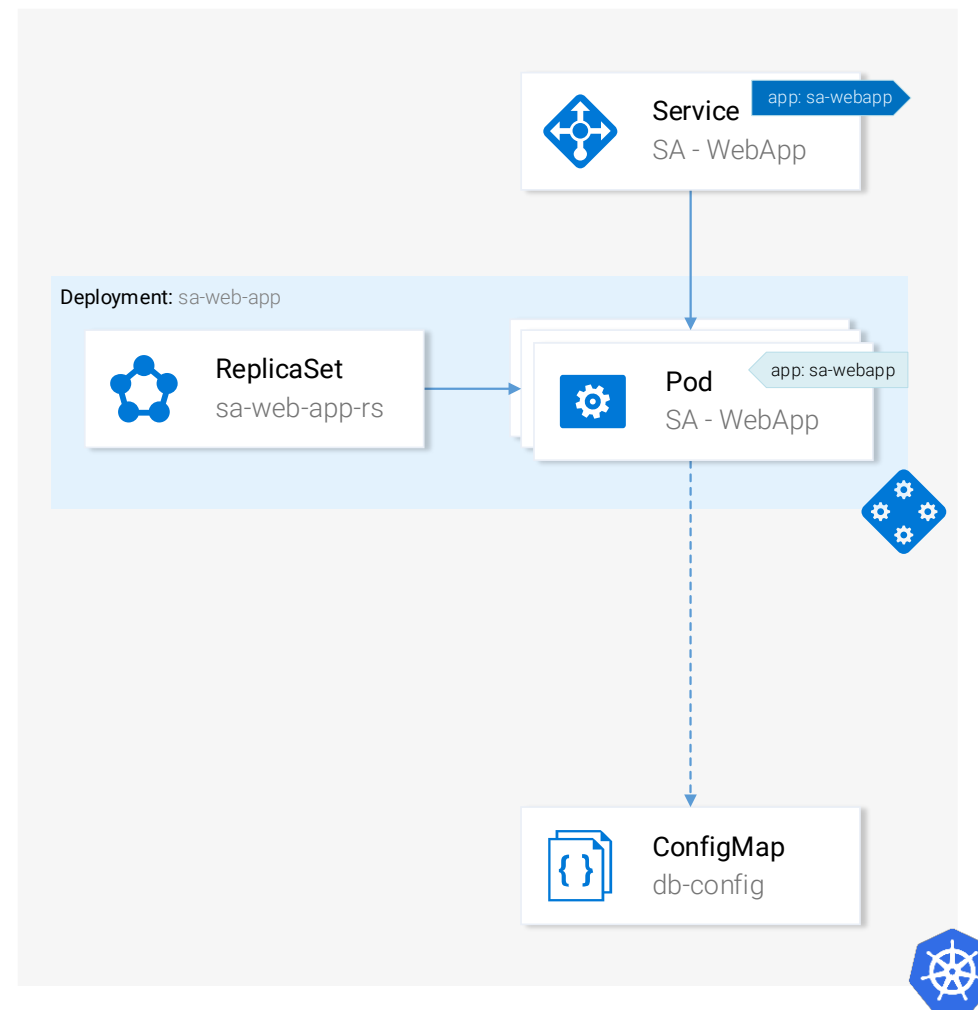 Service
app: sa-webapp
SA - WebApp
Deployment: sa-web-app
ReplicaSet
sa-web-app-rs
Pod
app: sa-webapp
SA - WebApp
ConfigMap
db-config
{ }